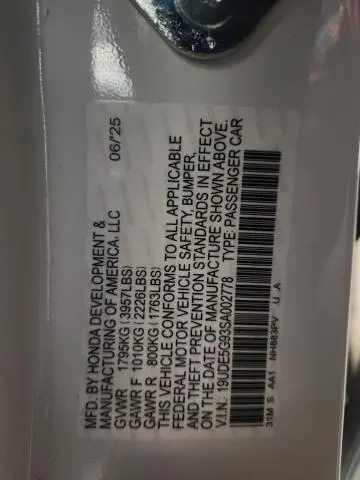 MFD. BY HONDA DEVELOPMENT &
MANUFACTURING OF AMERICA, LLC 06/'25
GVWR 1795KG (3957LBS)
GAWR F 1010KG (2226LBS)
GAWR R 800KG (1763LBS)
THIS VEHICLE CONFORMS TO ALL APPLICABLE
FEDERAL MOTOR VEHICLE SAFETY, BUMPER,
AND THEFT PREVENTION STANDARDS IN EFFECT
ON THE DATE OF MANUFACTURE SHOWN ABOVE.
V.I.N.: 19UDE5G93SA002778 TYPE: PASSENGER CAR
31M S AA1 NH883PV U A